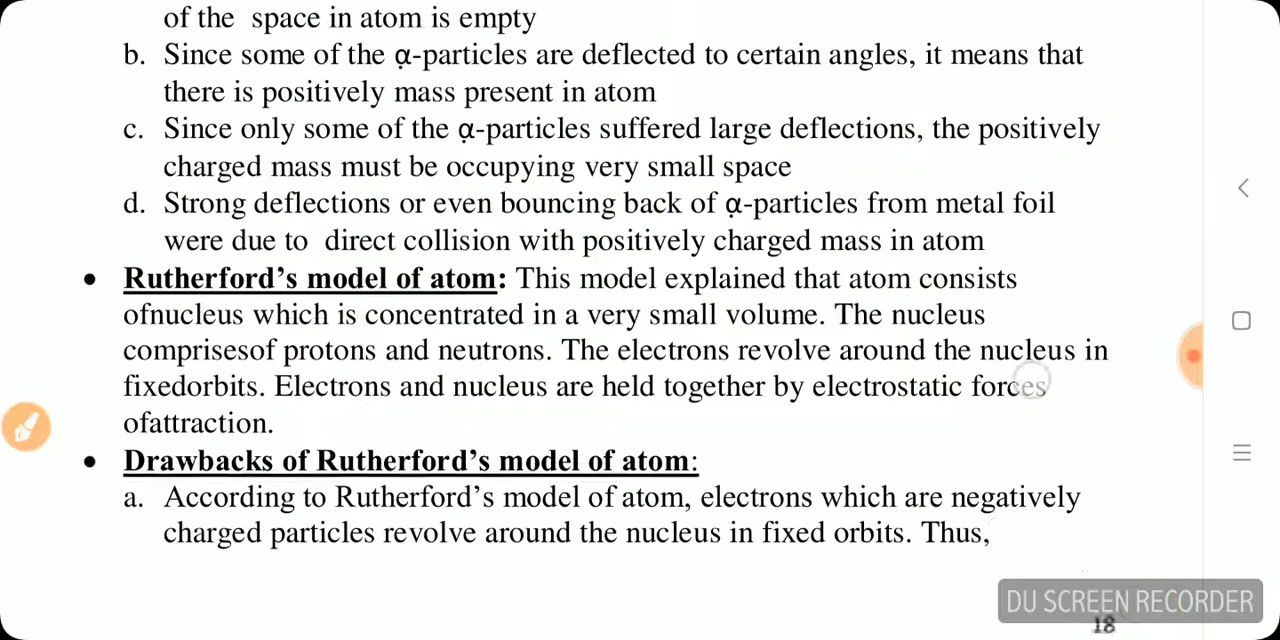 of the space in atom is empty
b. Since some of the α-particles are deflected to certain angles, it means that
there is positively mass present in atom
c. Since only some of the α-particles suffered large deflections, the positively
charged mass must be occupying very small space
d. Strong deflections or even bouncing back of α-particles from metal foil
were due to direct collision with positively charged mass in atom
• Rutherford's model of atom: This model explained that atom consists
ofnucleus which is concentrated in a very small volume. The nucleus
comprisesof protons and neutrons. The electrons revolve around the nucleus in
fixedorbits. Electrons and nucleus are held together by electrostatic forces
ofattraction.
• Drawbacks of Rutherford's model of atom:
a. According to Rutherford's model of atom, electrons which are negatively
charged particles revolve around the nucleus in fixed orbits. Thus,
DU SCREEN RECORDER
18